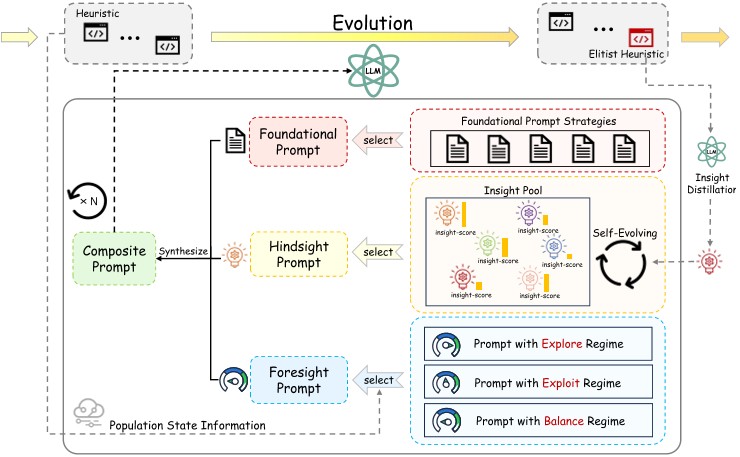 Heuristic
Evolution
Elitist Heuristic
LLM
Foundational
Prompt
select
Foundational Prompt Strategies
LLM
Insight
Distillation
× N
Composite
Prompt
Synthesize
Hindsight
Prompt
select
Insight Pool
insight-score
insight-score
insight-score
insight-score
insight-score
insight-score
Self-Evolving
Foresight
Prompt
select
Prompt with Explore Regime
Prompt with Exploit Regime
Prompt with Balance Regime
Population State Information